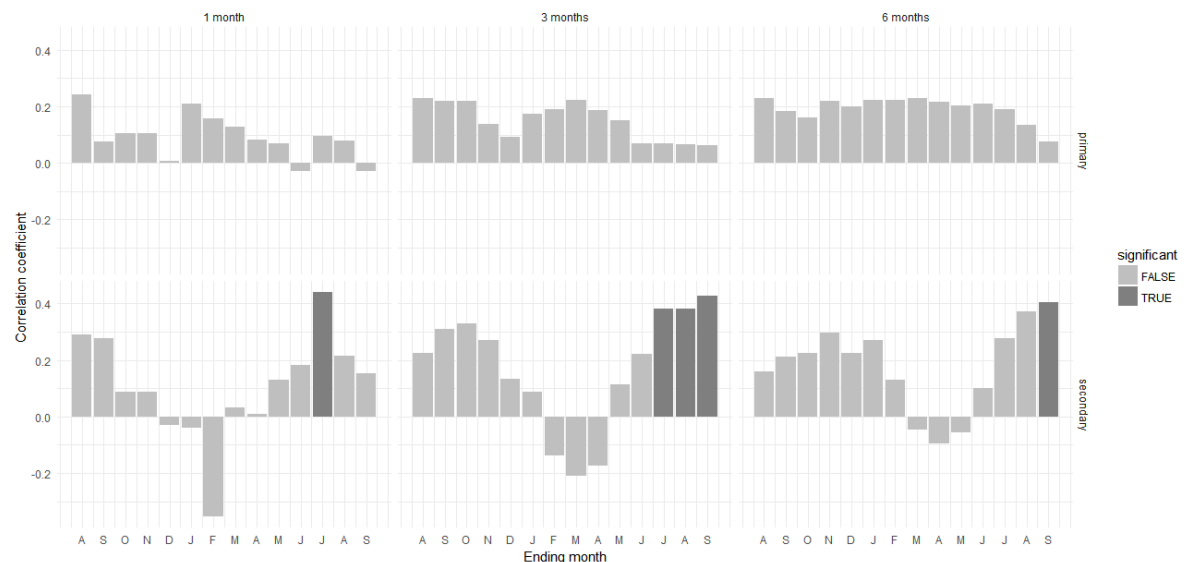 1 month 3 months 6 months
0.4
0.2
0.0
-0.2
primary
Correlation coefficient
significant
FALSE
TRUE
0.4
0.2
0.0
-0.2
secondary
A S O N D J F M A M J J A S A S O N D J F M A M J J A S A S O N D J F M A M J J A S
Ending month